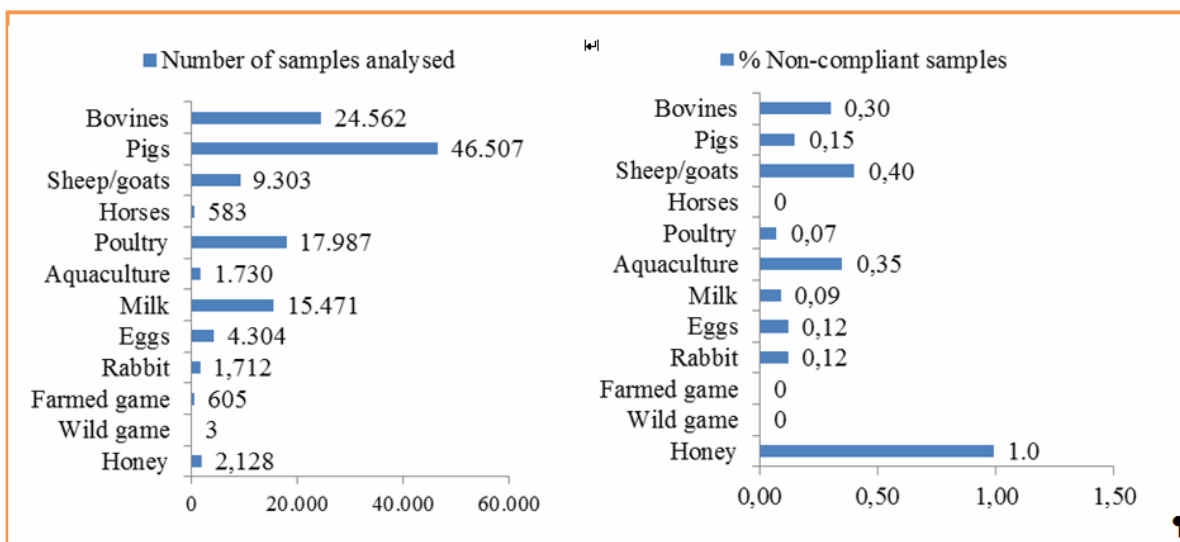 Number of samples analysed
Bovines 24.562
Pigs 46.507
Sheep/goats 9.303
Horses 583
Poultry 17.987
Aquaculture 1.730
Milk 15.471
Eggs 4.304
Rabbit 1,712
Farmed game 605
Wild game 3
Honey 2,128
0 20.000 40.000 60.000
% Non-compliant samples
Bovines 0,30
Pigs 0,15
Sheep/goats 0,40
Horses 0
Poultry 0,07
Aquaculture 0,35
Milk 0,09
Eggs 0,12
Rabbit 0,12
Farmed game 0
Wild game 0
Honey 1.0
0,00 0,50 1,00 1,50